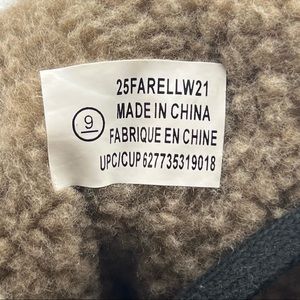 25FARELLW21
9
MADE IN CHINA
FABRIQUE EN CHINE
UPC/CUP 627735319018